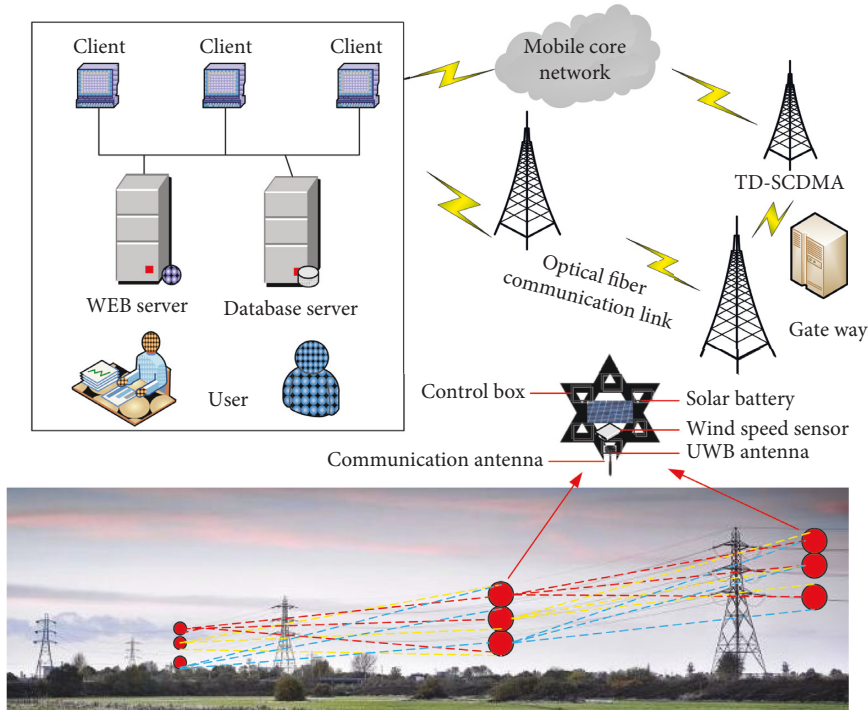 Client
Client
Client
Mobile core
network
TD-SCDMA
Optical fiber
communication link
Gate way
WEB server
Database server
User
Control box
Solar battery
Wind speed sensor
UWB antenna
Communication antenna